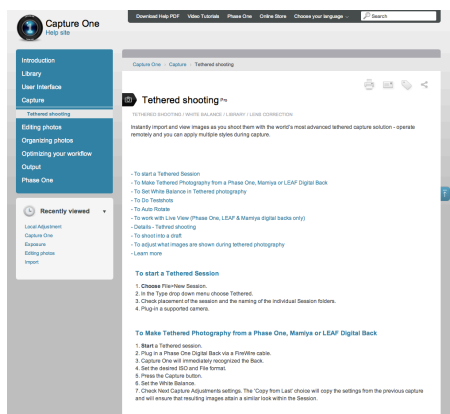 Capture One
Help site
Download Help PDF Video Tutorials Phase One Online Store Choose your language
Search
Introduction
Library
User Interface
Capture
Tethered shooting
Editing photos
Organizing photos
Optimizing your workflow
Output
Phase One
Recently viewed
Local Adjustment
Capture One
Exposure
Editing photos
Import
Capture One › Capture › Tethered shooting
Tethered shooting Pro
TETHERED SHOOTING / WHITE BALANCE / LIBRARY / LENS CORRECTION
Instantly import and view images as you shoot them with the world's most advanced tethered capture solution - operate
remotely and you can apply multiple styles during capture.
- To start a Tethered Session
- To Make Tethered Photography from a Phase One, Mamiya or LEAF Digital Back
- To Set White Balance in Tethered photography
- To Do Testshots
- To Auto Rotate
- To work with Live View (Phase One, LEAF & Mamiya digital backs only)
- Details - Tethred shooting
- To shoot into a draft
- To adjust what images are shown during tethered photography
- Learn more
To start a Tethered Session
1. Choose File>New Session.
2. In the Type drop down menu choose Tethered.
3. Check placement of the session and the naming of the individual Session folders.
4. Plug-in a supported camera.
To Make Tethered Photography from a Phase One, Mamiya or LEAF Digital Back
1. Start a Tethered session.
2. Plug in a Phase One Digital Back via a FireWire cable.
3. Capture One will immediately recognized the Back.
4. Set the desired ISO and File format.
5. Press the Capture button.
6. Set the White Balance.
7. Check Next Capture Adjustments settings. The 'Copy from Last' choice will copy the settings from the previous capture
and will ensure that resulting images attain a similar look within the Session.